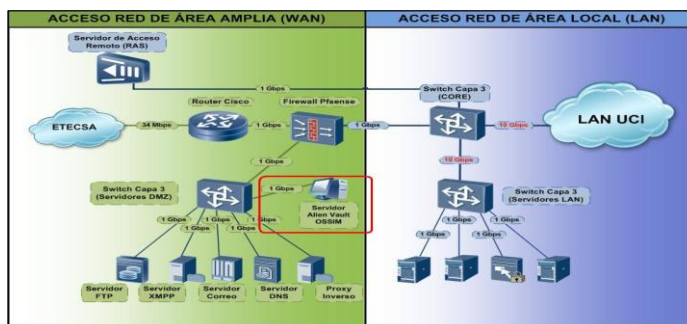 ACCESO RED DE ÁREA AMPLIA (WAN)
ACCESO RED DE ÁREA LOCAL (LAN)
Servidor de Acceso
Remoto (RAS)
1 Gbps
Switch Capa 3
(CORE)
Router Cisco
Firewall Pfsense
ETECSA
34 Mbps
1 Gbps
1 Gbps
10 Gbps
LAN UCI
1 Gbps
10 Gbps
Switch Capa 3
(Servidores DMZ)
1 Gbps
Servidor
Alien Vault
OSSIM
Switch Capa 3
(Servidores LAN)
1 Gbps
1 Gbps
1 Gbps
1 Gbps
1 Gbps
1 Gbps
1 Gbps
1 Gbps
1 Gbps
Servidor
FTP
Servidor
XMPP
Servidor
Correo
Servidor
DNS
Proxy
Inverso